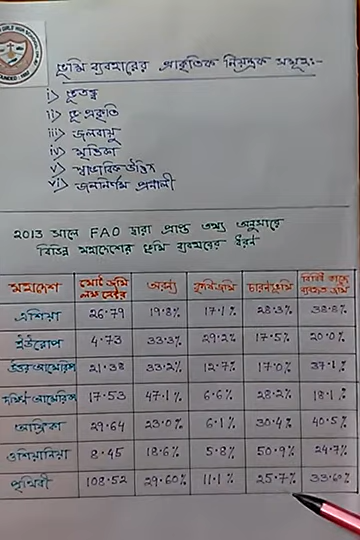 ভূমি ব্যবহারের প্রাকৃতিক নিয়ন্ত্রক সমূহ:-
i> ভূতত্ত্ব
ii> ভূ প্রকৃতি
iii> জলবায়ু
iv> মৃত্তিকা
v> স্বাভাবিক উদ্ভিদ
vi> জলনির্গম প্রনালী
2013 সালে FAO দ্বারা প্রাপ্ত তথ্য অনুসারে
বিভিন্ন মহাদেশের ভূমি ব্যবহারের ধরণ
মহাদেশ মোট জমি লক্ষ হেক্টর অরণ্য কৃষিজমি চারনভূমি বিবিধ কাজে ব্যবহৃত জমি
এশিয়া 26.79 19.8% 17.1% 28.3% 38.8%
ইউরোপ 4.73 33.3% 29.2% 17.5% 20.0%
উত্তর আমেরিকা 21.38 33.2% 12.7% 17.0% 37.1%
দক্ষিণ আমেরিকা 17.53 47.1% 6.6% 28.2% 18.1%
আফ্রিকা 29.64 23.0% 6.1% 30.4% 40.5%
ওশিয়ানিয়া 8.45 18.6% 5.8% 50.9% 24.7%
পৃথিবী 108.52 29.60% 11.1% 25.7% 33.6%